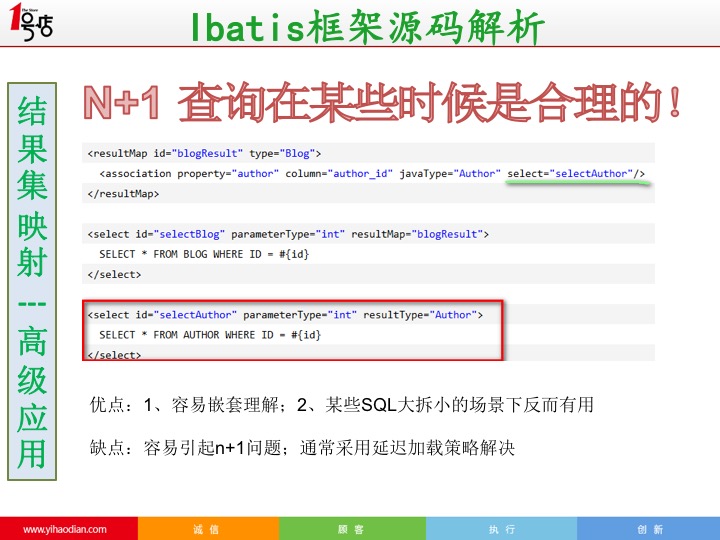 1号店
The Store
Ibatis框架源码解析
结果集映射---高级应用
N+1 查询在某些时候是合理的！
<resultMap id="blogResult" type="Blog">
<association property="author" column="author_id" javaType="Author" select="selectAuthor"/>
</resultMap>
<select id="selectBlog" parameterType="int" resultMap="blogResult">
SELECT * FROM BLOG WHERE ID = #{id}
</select>
<select id="selectAuthor" parameterType="int" resultType="Author">
SELECT * FROM AUTHOR WHERE ID = #{id}
</select>
优点：1、容易嵌套理解；2、某些SQL大拆小的场景下反而有用
缺点：容易引起n+1问题；通常采用延迟加载策略解决
www.yihaodian.com
诚 信
顾 客
执 行
创 新